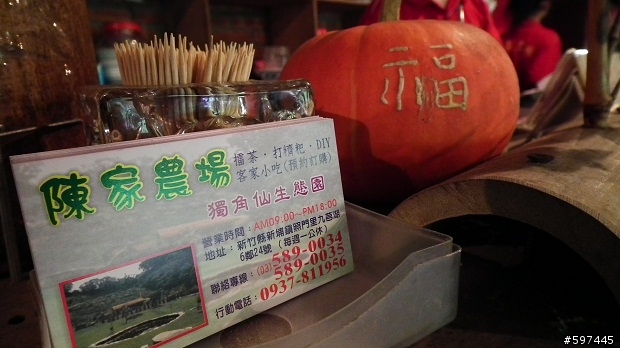 福
陳家農場
擂茶．打糍粑．DIY
客家小吃(預約訂購)
獨角仙生態園
營業時間：AM09:00~PM18:00
地址：新竹縣新埔鎮照門里九芎湖
6鄰24號（每週一公休）
聯絡專線：(03)589-0034
589-0035
行動電話：0937-811956
#597445